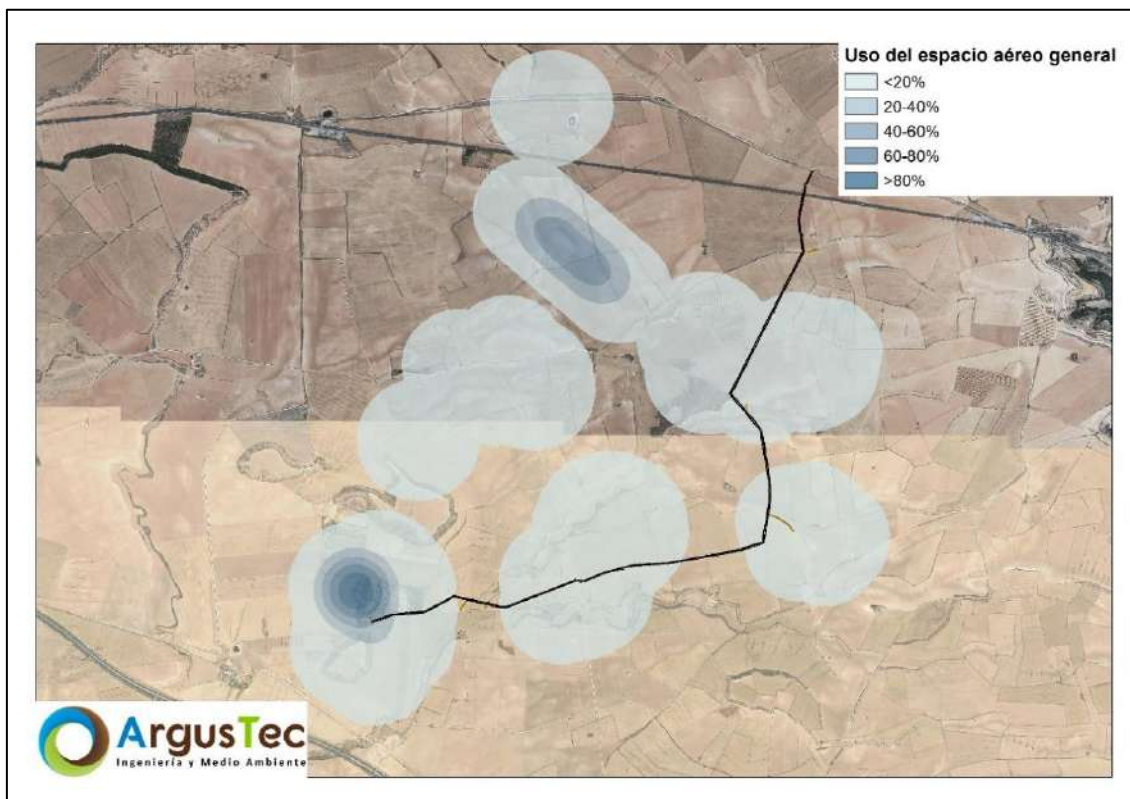 Uso del espacio aéreo general
<20%
20-40%
40-60%
60-80%
>80%
ArgusTec
Ingeniería y Medio Ambiente